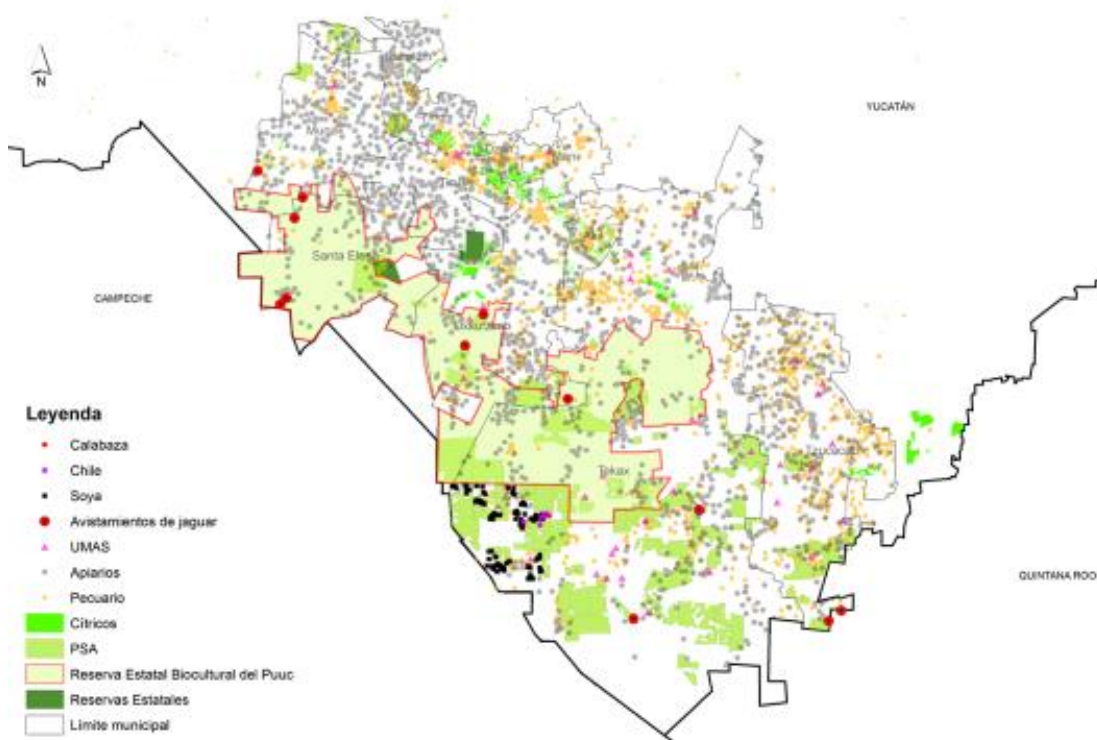 N
YUCATÁN
Santa Elena
CAMPECHE
Tekax
Tzucacab
QUINTANA ROO
Leyenda
Calabaza
Chile
Soya
Avistamientos de jaguar
UMAS
Apiarios
Pecuario
Cítricos
PSA
Reserva Estatal Biocultural del Puuc
Reservas Estatales
Límite municipal